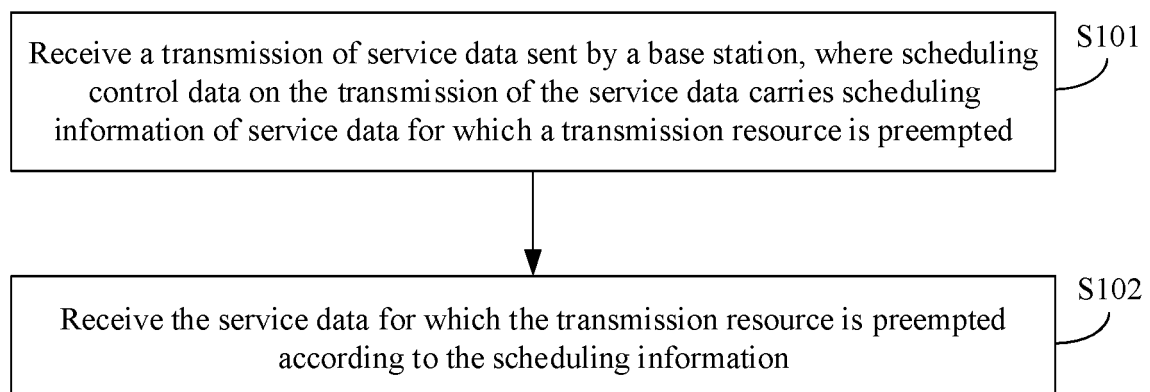 Receive a transmission of service data sent by a base station, where scheduling
control data on the transmission of the service data carries scheduling
information of service data for which a transmission resource is preempted
S101
Receive the service data for which the transmission resource is preempted
according to the scheduling information
S102